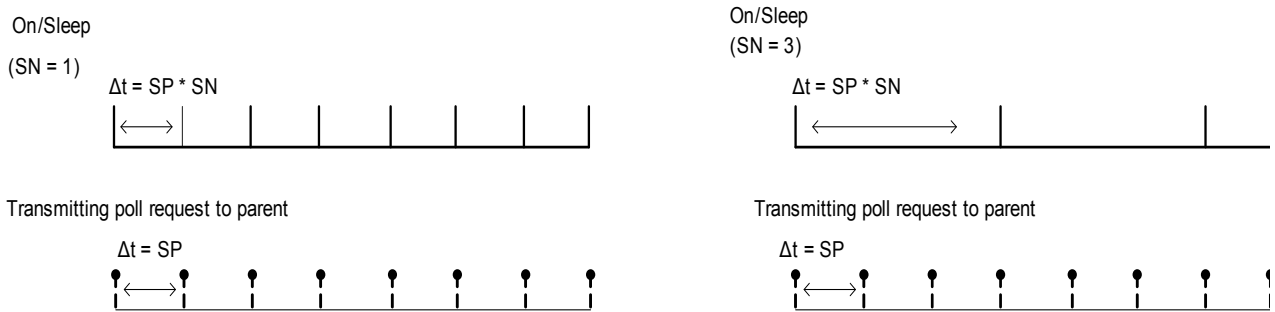 On/Sleep
(SN = 1)
Δt = SP * SN
Transmitting poll request to parent
Δt = SP
On/Sleep
(SN = 3)
Δt = SP * SN
Transmitting poll request to parent
Δt = SP